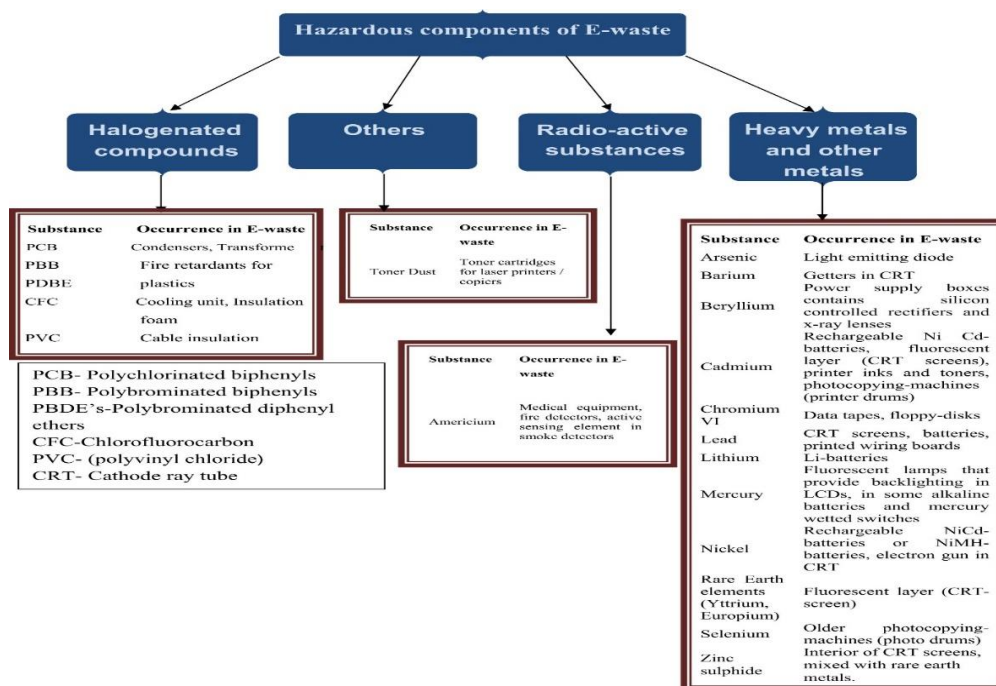 Hazardous components of E-waste
Halogenated
compounds
Others
Radio-active
substances
Heavy metals
and other
metals
Substance Occurrence in E-waste
PCB Condensers, Transforme
PBB Fire retardants for
PDBE plastics
CFC Cooling unit, Insulation
foam
PVC Cable insulation
PCB- Polychlorinated biphenyls
PBB- Polybrominated biphenyls
PBDE's-Polybrominated diphenyl
ethers
CFC-Chlorofluorocarbon
PVC- (polyvinyl chloride)
CRT- Cathode ray tube
Substance Occurrence in E-
waste
Toner Dust Toner cartridges
for laser printers /
copiers
Substance Occurrence in E-
waste
Americium Medical equipment,
fire detectors, active
sensing element in
smoke detectors
Substance Occurrence in E-waste
Arsenic Light emitting diode
Barium Getters in CRT
Beryllium Power supply boxes
contains silicon
controlled rectifiers and
x-ray lenses
Cadmium Rechargeable Ni Cd-
batteries, fluorescent
layer (CRT screens),
printer inks and toners,
photocopying-machines
(printer drums)
Chromium
VI Data tapes, floppy-disks
Lead CRT screens, batteries,
printed wiring boards
Lithium Li-batteries
Mercury Fluorescent lamps that
provide backlighting in
LCDs, in some alkaline
batteries and mercury
wetted switches
Nickel Rechargeable NiCd-
batteries or NiMH-
batteries, electron gun in
CRT
Rare Earth
elements
(Yttrium,
Europium) Fluorescent layer (CRT-
screen)
Selenium Older photocopying-
machines (photo drums)
Zinc
sulphide Interior of CRT screens,
mixed with rare earth
metals.